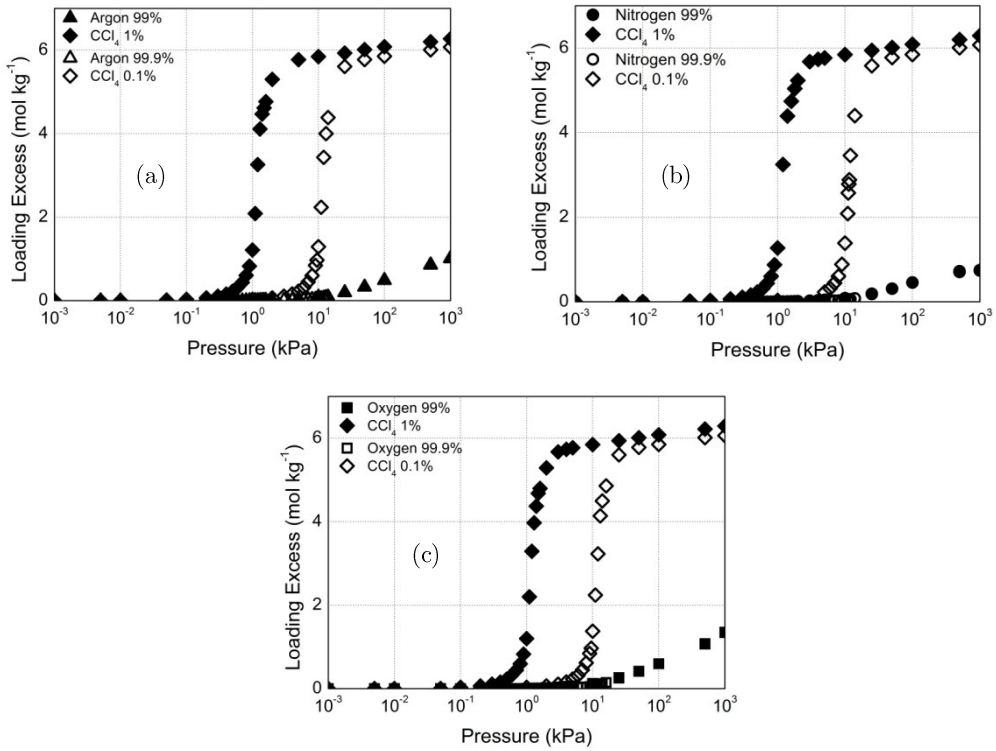 Argon 99%
CCl4 1%
Argon 99.9%
CCl4 0.1%
(a)
Loading Excess (mol kg-1)
6
4
2
0
10-3 10-2 10-1 100 101 102 103
Pressure (kPa)
Nitrogen 99%
CCl4 1%
Nitrogen 99.9%
CCl4 0.1%
(b)
Loading Excess (mol kg-1)
6
4
2
0
10-3 10-2 10-1 100 101 102 103
Pressure (kPa)
Oxygen 99%
CCl4 1%
Oxygen 99.9%
CCl4 0.1%
(c)
Loading Excess (mol kg-1)
6
4
2
0
10-3 10-2 10-1 100 101 102 103
Pressure (kPa)